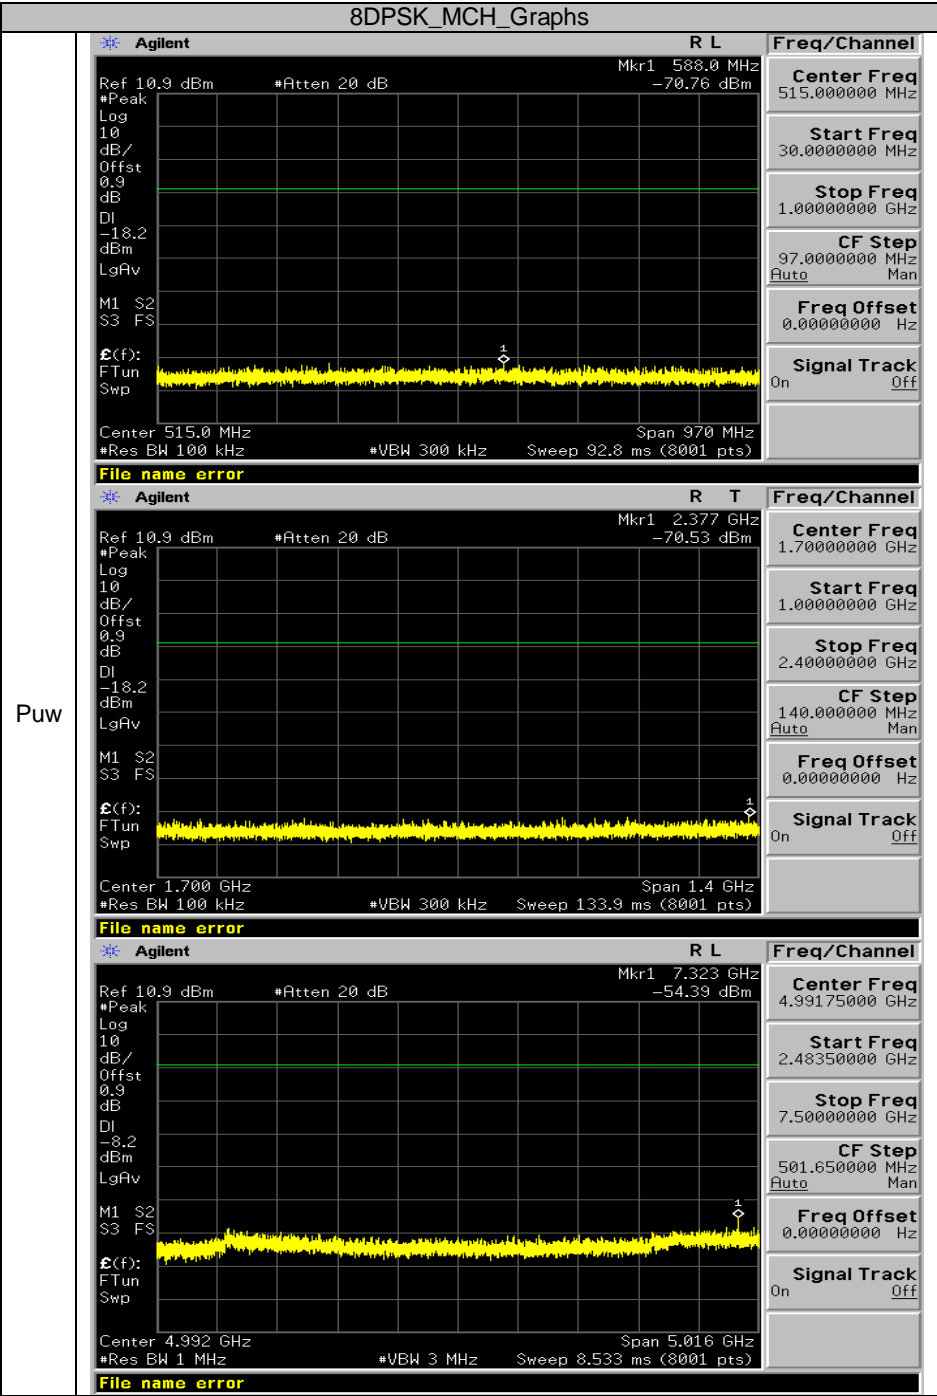 8DPSK_MCH_Graphs
Puw
Agilent R L Freq/Channel
Mkr1 588.0 MHz
Ref 10.9 dBm #Atten 20 dB -70.76 dBm
#Peak
Log
10
dB/
Offst
0.9
dB
DI
-18.2
dBm
LgAv
M1 S2
S3 FS
£(f):
FTun
Swp
1
Center 515.0 MHz Span 970 MHz
#Res BW 100 kHz #VBW 300 kHz Sweep 92.8 ms (8001 pts)
Center Freq
515.000000 MHz
Start Freq
30.0000000 MHz
Stop Freq
1.00000000 GHz
CF Step
97.0000000 MHz
Auto Man
Freq Offset
0.00000000 Hz
Signal Track
On Off
File name error
Agilent R T Freq/Channel
Mkr1 2.377 GHz
Ref 10.9 dBm #Atten 20 dB -70.53 dBm
#Peak
Log
10
dB/
Offst
0.9
dB
DI
-18.2
dBm
LgAv
M1 S2
S3 FS
£(f):
FTun
Swp
1
Center 1.700 GHz Span 1.4 GHz
#Res BW 100 kHz #VBW 300 kHz Sweep 133.9 ms (8001 pts)
Center Freq
1.70000000 GHz
Start Freq
1.00000000 GHz
Stop Freq
2.40000000 GHz
CF Step
140.000000 MHz
Auto Man
Freq Offset
0.00000000 Hz
Signal Track
On Off
File name error
Agilent R L Freq/Channel
Mkr1 7.323 GHz
Ref 10.9 dBm #Atten 20 dB -54.39 dBm
#Peak
Log
10
dB/
Offst
0.9
dB
DI
-8.2
dBm
LgAv
M1 S2
S3 FS
£(f):
FTun
Swp
1
Center 4.992 GHz Span 5.016 GHz
#Res BW 1 MHz #VBW 3 MHz Sweep 8.533 ms (8001 pts)
Center Freq
4.99175000 GHz
Start Freq
2.48350000 GHz
Stop Freq
7.50000000 GHz
CF Step
501.650000 MHz
Auto Man
Freq Offset
0.00000000 Hz
Signal Track
On Off
File name error